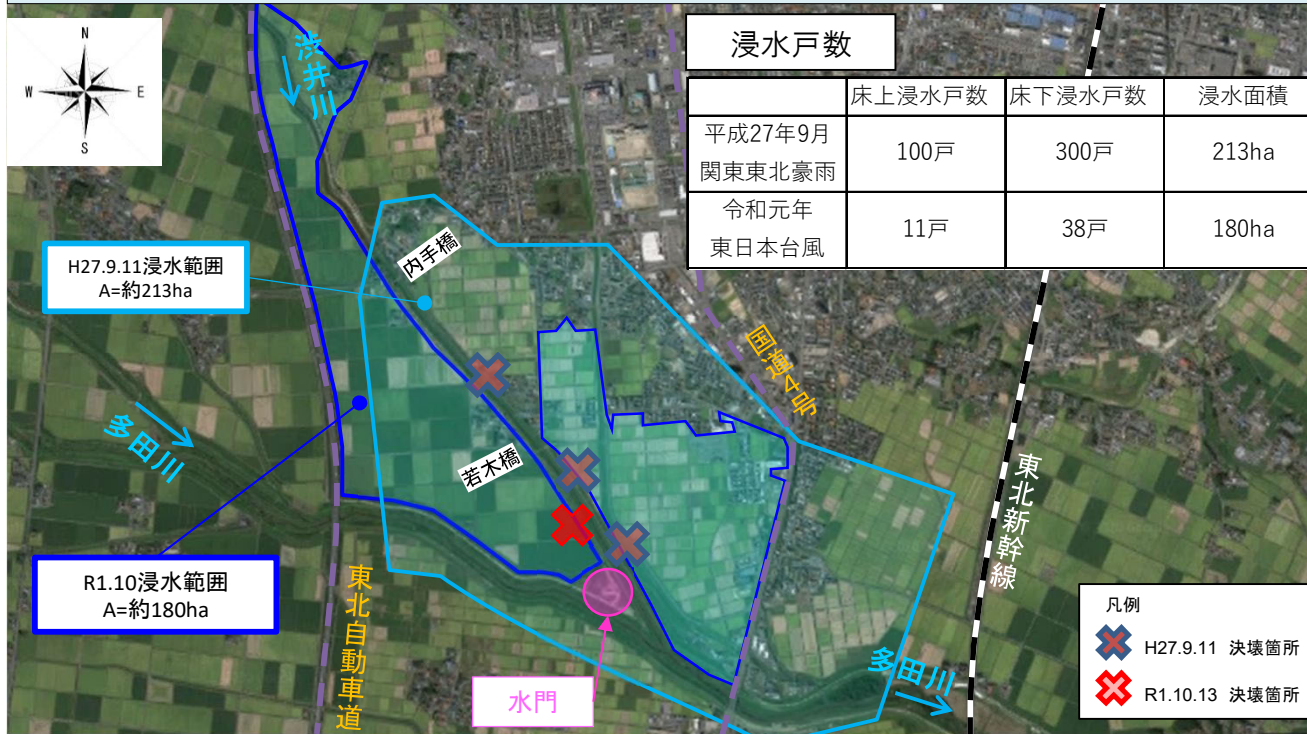 N
W
E
S
渋井川
浸水戸数
床上浸水戸数 床下浸水戸数 浸水面積
平成27年9月
関東東北豪雨
100戸 300戸 213ha
令和元年
東日本台風
11戸 38戸 180ha
H27.9.11浸水範囲
A=約213ha
内手橋
国道4号
多田川
若木橋
東北新幹線
R1.10浸水範囲
A=約180ha
東北自動車道
水門
多田川
凡例
H27.9.11 決壊箇所
R1.10.13 決壊箇所